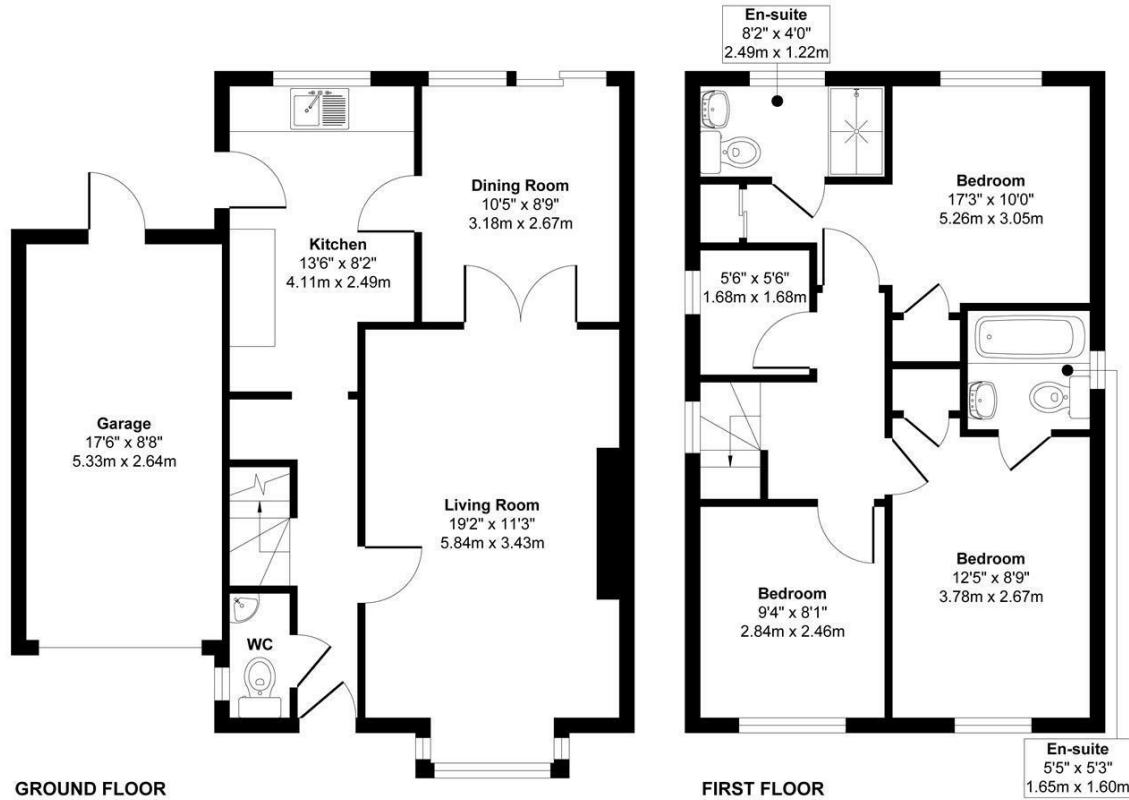 En-suite
8'2" x 4'0"
2.49m x 1.22m
Dining Room
10'5" x 8'9"
3.18m x 2.67m
Kitchen
13'6" x 8'2"
4.11m x 2.49m
Garage
17'6" x 8'8"
5.33m x 2.64m
Living Room
19'2" x 11'3"
5.84m x 3.43m
WC
GROUND FLOOR
Bedroom
17'3" x 10'0"
5.26m x 3.05m
5'6" x 5'6"
1.68m x 1.68m
Bedroom
12'5" x 8'9"
3.78m x 2.67m
Bedroom
9'4" x 8'1"
2.84m x 2.46m
En-suite
5'5" x 5'3"
1.65m x 1.60m
FIRST FLOOR